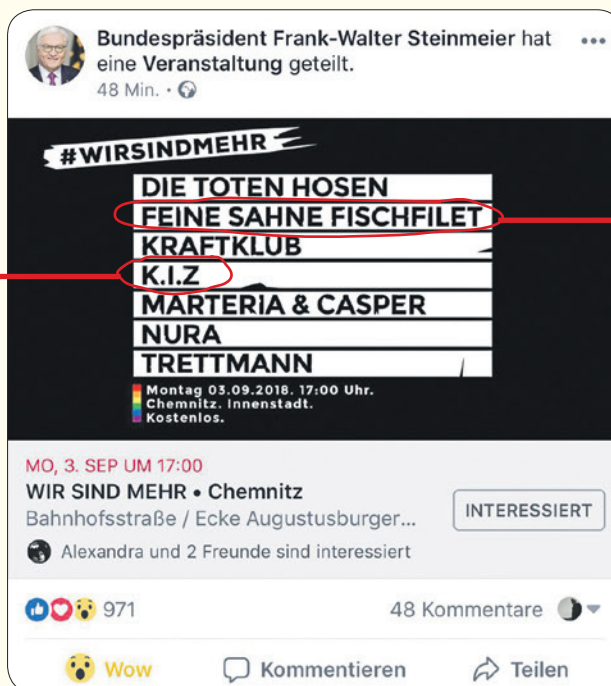 Bundespräsident Frank-Walter Steinmeier hat
eine Veranstaltung geteilt.
48 Min. •
#WIRSINDMEHR
DIE TOTEN HOSEN
FEINE SAHNE FISCHFILET
KRAFTKLUB
K.I.Z
MARTERIA & CASPER
NURA
TRETTMANN
Montag 03.09.2018. 17:00 Uhr.
Chemnitz. Innenstadt.
Kostenlos.
MO, 3. SEP UM 17:00
WIR SIND MEHR • Chemnitz
Bahnhofsstraße / Ecke Augustusburger...
INTERESSIERT
Alexandra und 2 Freunde sind interessiert
971
48 Kommentare
Wow
Kommentieren
Teilen